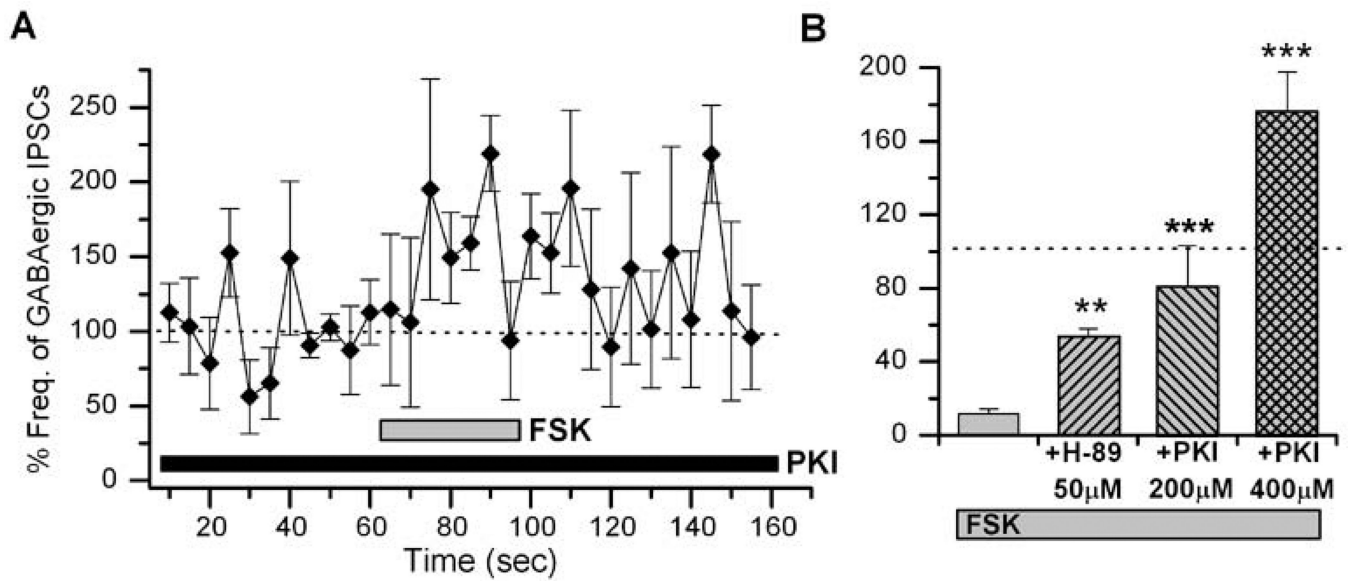 A
% Freq. of GABAergic IPSCs
250
200
150
100
50
0
FSK
PKI
20 40 60 80 100 120 140 160
Time (sec)
B
200
160
120
80
40
0
**
***
***
+H-89 +PKI +PKI
50μM 200μM 400μM
FSK